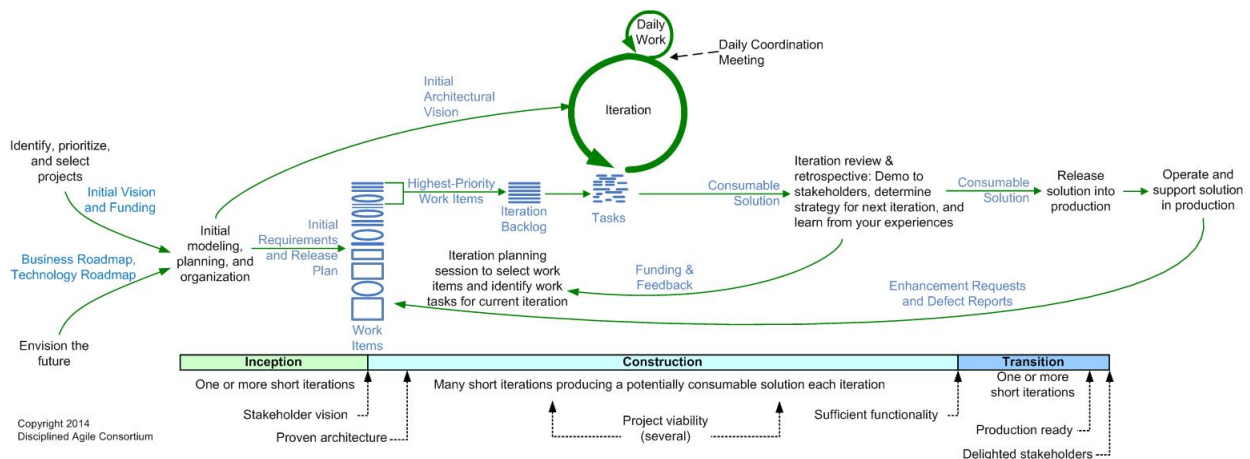 Daily
Work
Daily Coordination
Meeting
Initial
Architectural
Vision
Iteration
Identify, prioritize,
and select
projects
Initial Vision
and Funding
Business Roadmap,
Technology Roadmap
Envision the
future
Initial
modeling,
planning, and
organization
Initial
Requirements
and Release
Plan
Work
Items
Highest-Priority
Work Items
Iteration
Backlog
Tasks
Iteration planning
session to select work
items and identify work
tasks for current iteration
Consumable
Solution
Iteration review &
retrospective: Demo to
stakeholders, determine
strategy for next iteration, and
learn from your experiences
Funding &
Feedback
Consumable
Solution
Release
solution into
production
Operate and
support solution
in production
Enhancement Requests
and Defect Reports
Inception
Construction
Transition
One or more short iterations
Many short iterations producing a potentially consumable solution each iteration
One or more
short iterations
Stakeholder vision
Proven architecture
Project viability
(several)
Sufficient functionality
Production ready
Delighted stakeholders
Copyright 2014
Disciplined Agile Consortium